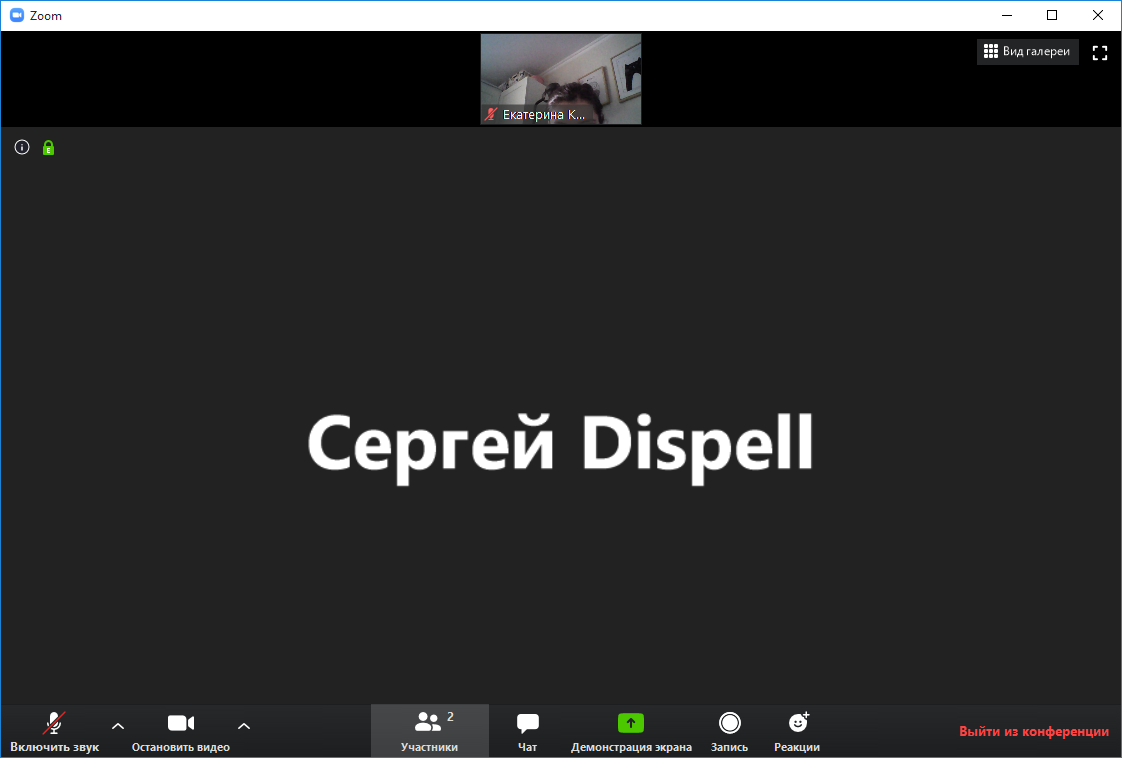 Zoom
Вид галереи
Екатерина К...
E
Сергей Dispell
2
Включить звук
Остановить видео
Участники
Чат
Демонстрация экрана
Запись
Реакции
Выйти из конференции